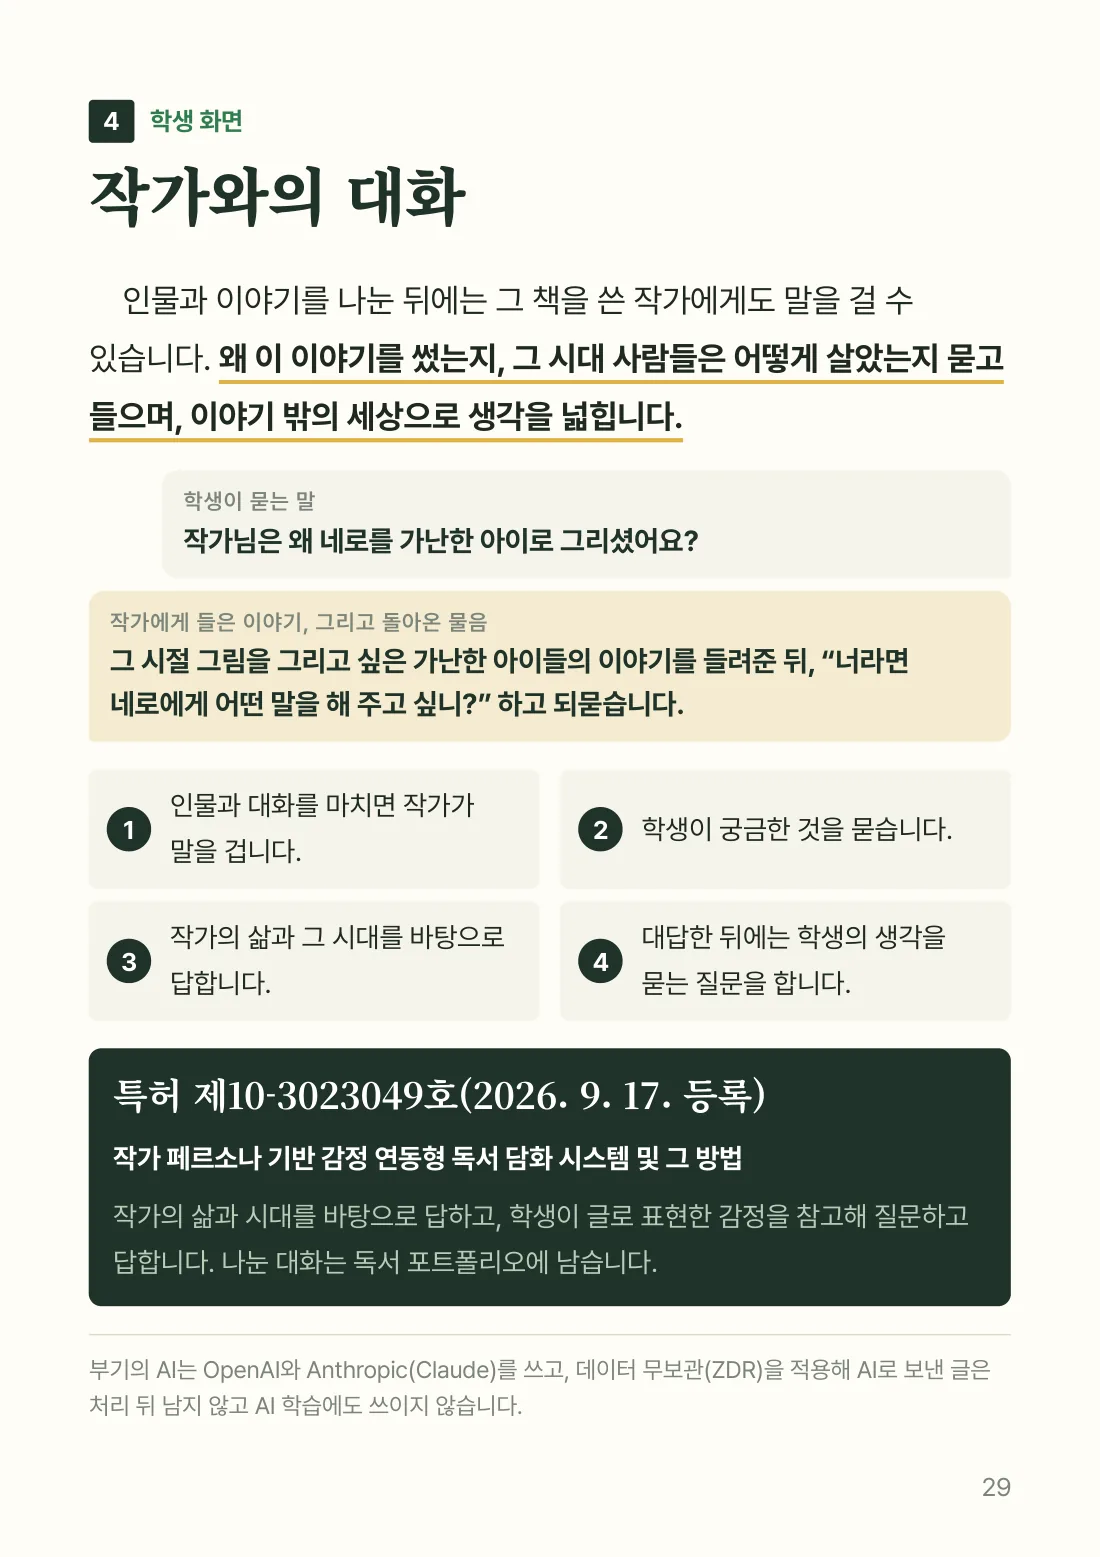 4 학생 화면
작가와의 대화
인물과 이야기를 나눈 뒤에는 그 책을 쓴 작가에게도 말을 걸 수
있습니다. 왜 이 이야기를 썼는지, 그 시대 사람들은 어떻게 살았는지 묻고
들으며, 이야기 밖의 세상으로 생각을 넓힙니다.
학생이 묻는 말
작가님은 왜 네로를 가난한 아이로 그리셨어요?
작가에게 들은 이야기, 그리고 돌아온 물음
그 시절 그림을 그리고 싶은 가난한 아이들의 이야기를 들려준 뒤, “너라면
네로에게 어떤 말을 해 주고 싶니?” 하고 되묻습니다.
1 인물과 대화를 마치면 작가가
말을 겁니다.
2 학생이 궁금한 것을 묻습니다.
3 작가의 삶과 그 시대를 바탕으로
답합니다.
4 대답한 뒤에는 학생의 생각을
묻는 질문을 합니다.
특허 제10-3023049호(2026. 9. 17. 등록)
작가 페르소나 기반 감정 연동형 독서 담화 시스템 및 그 방법
작가의 삶과 시대를 바탕으로 답하고, 학생이 글로 표현한 감정을 참고해 질문하고
답합니다. 나눈 대화는 독서 포트폴리오에 남습니다.
부기의 AI는 OpenAI와 Anthropic(Claude)를 쓰고, 데이터 무보관(ZDR)을 적용해 AI로 보낸 글은
처리 뒤 남지 않고 AI 학습에도 쓰이지 않습니다.
29